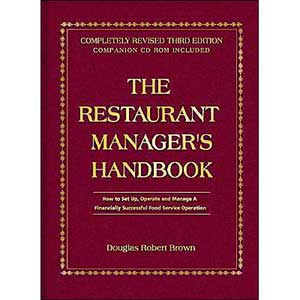 COMPLETELY REVISED THIRD EDITION
COMPANION CD ROM INCLUDED
THE
RESTAURANT
MANAGER'S
HANDBOOK
How to Set Up, Operate and Manage A
Financially Successful Food Service Operation
Douglas Robert Brown